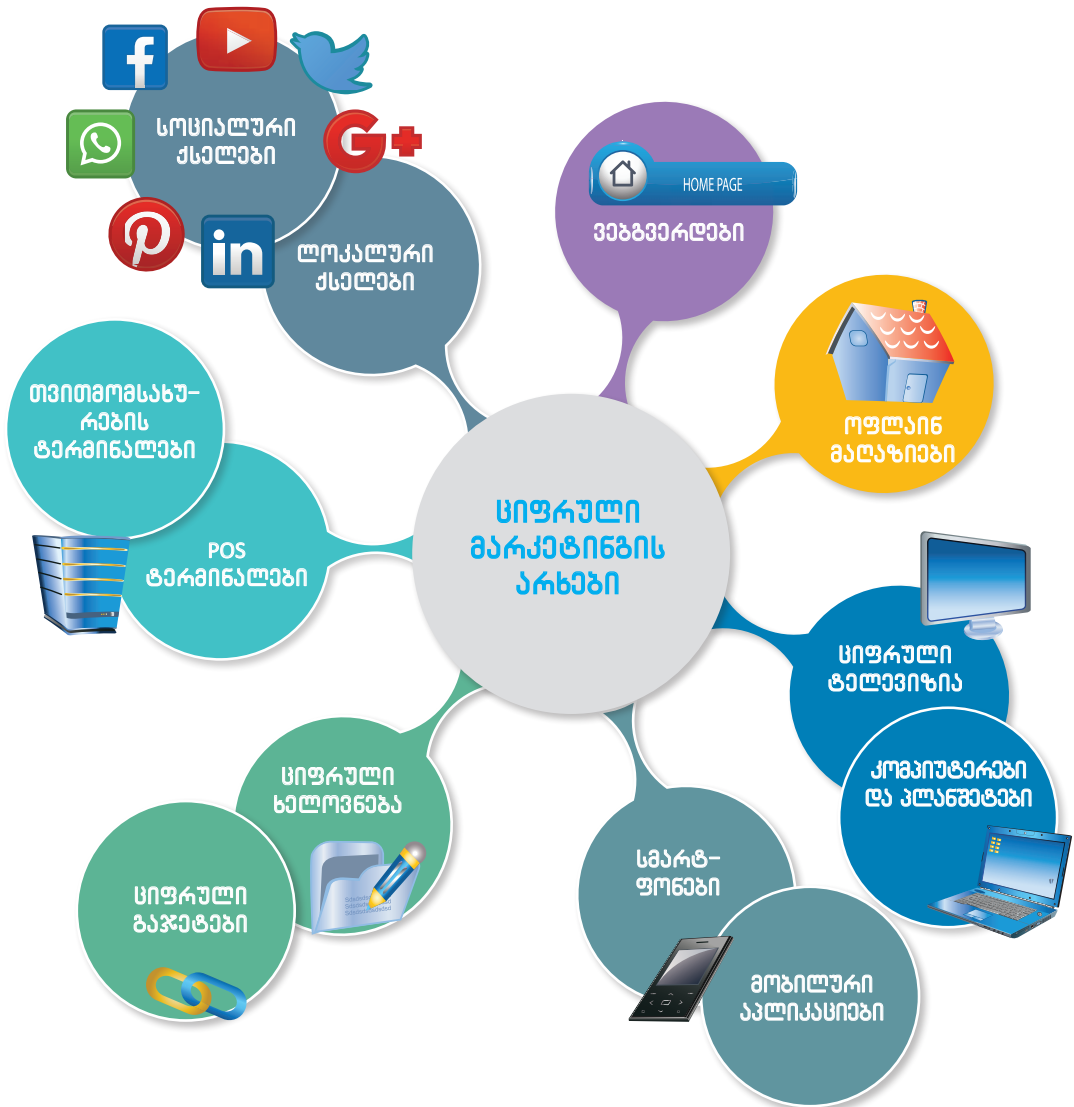 სოციალური
ქსელები
ლოკალური
ქსელები
HOME PAGE
ვებგვერდები
ოფლაინ
მაღაზიები
თვითმომსახუ-
რების
ტერმინალები
POS
ტერმინალები
ციფრული
მარკეტინგის
არხები
ციფრული
ტელევიზია
კომპიუტერები
და პლანშეტები
ციფრული
ხელოვნება
ციფრული
გაჯეტები
სმარტ-
ფონები
მობილური
აპლიკაციები